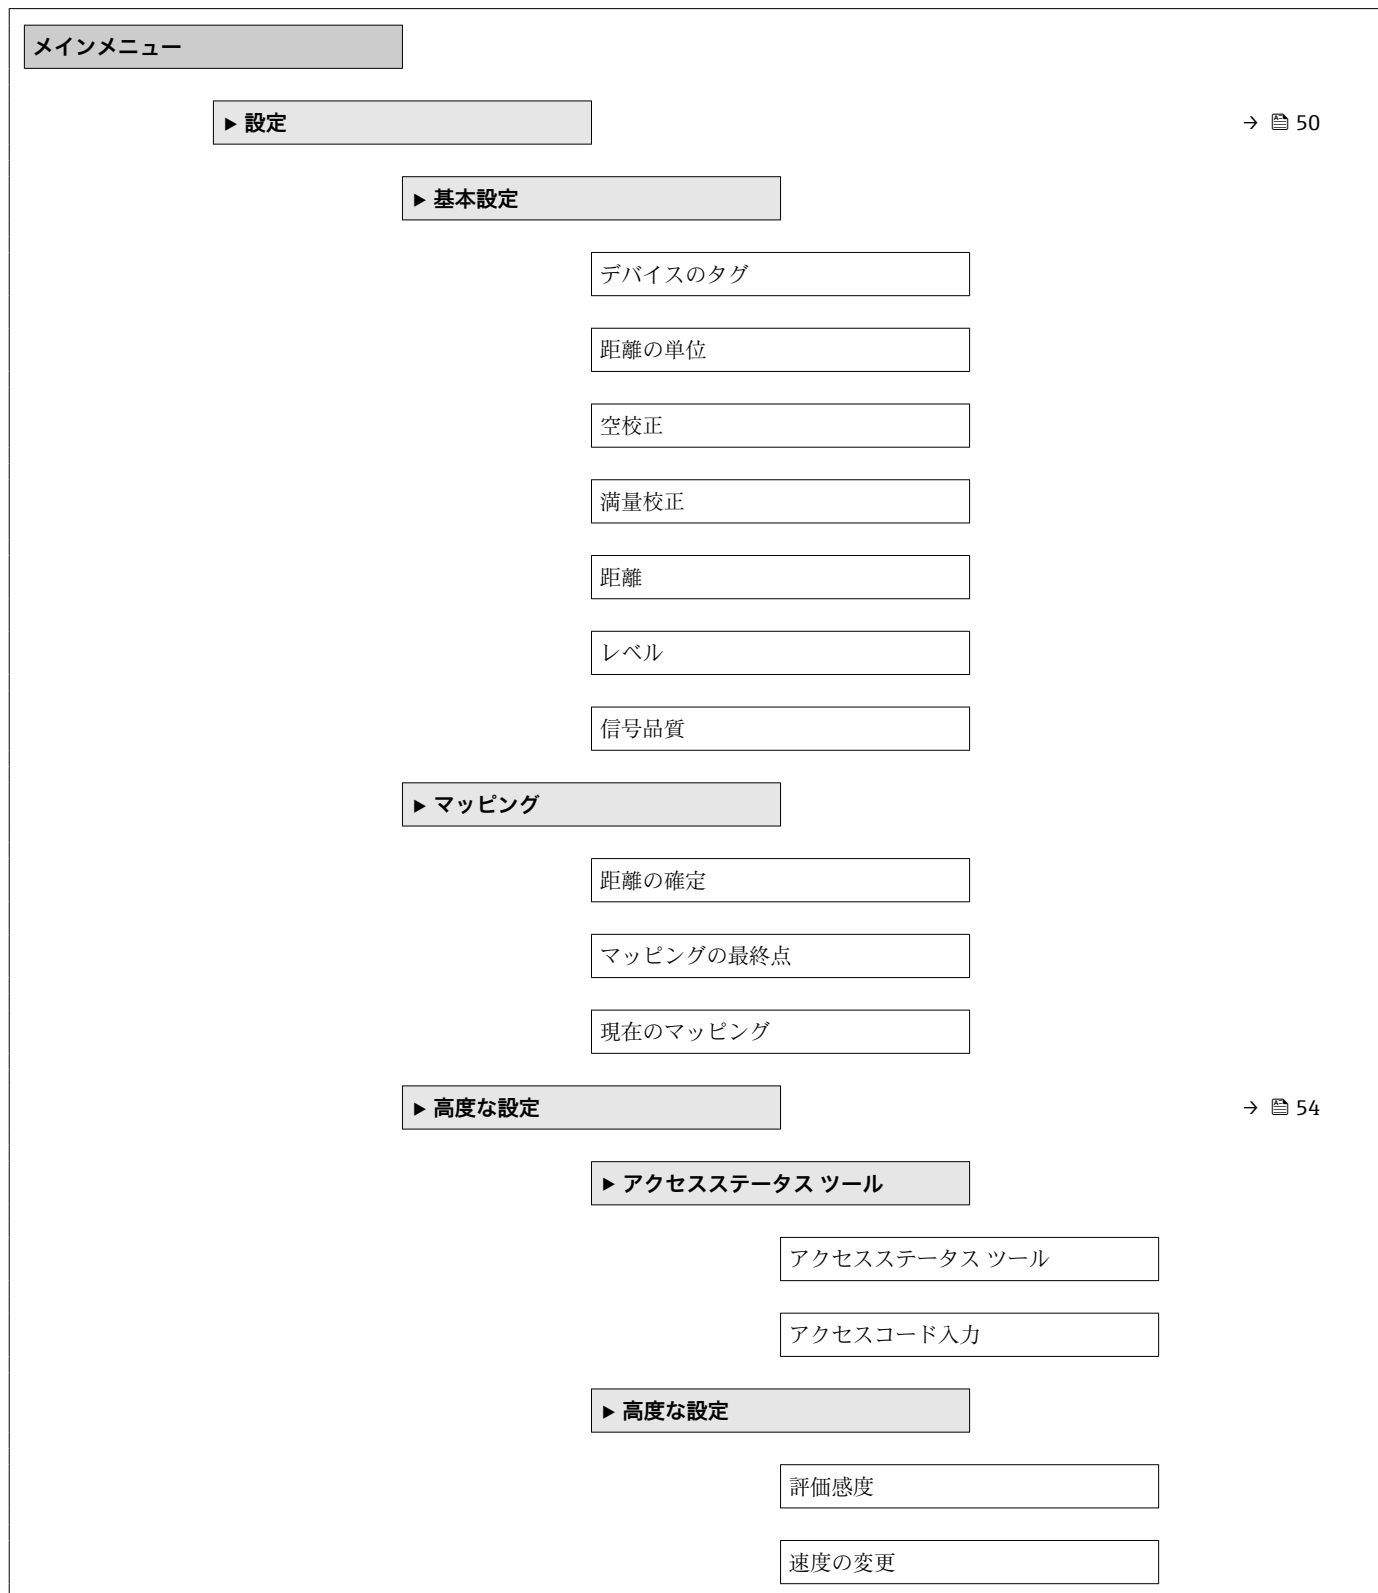 メインメニュー
▶ 設定 → 🖹 50
▶ 基本設定
デバイスのタグ
距離の単位
空校正
満量校正
距離
レベル
信号品質
▶ マッピング
距離の確定
マッピングの最終点
現在のマッピング
▶ 高度な設定 → 🖹 54
▶ アクセスステータス ツール
アクセスステータス ツール
アクセスコード入力
▶ 高度な設定
評価感度
速度の変更